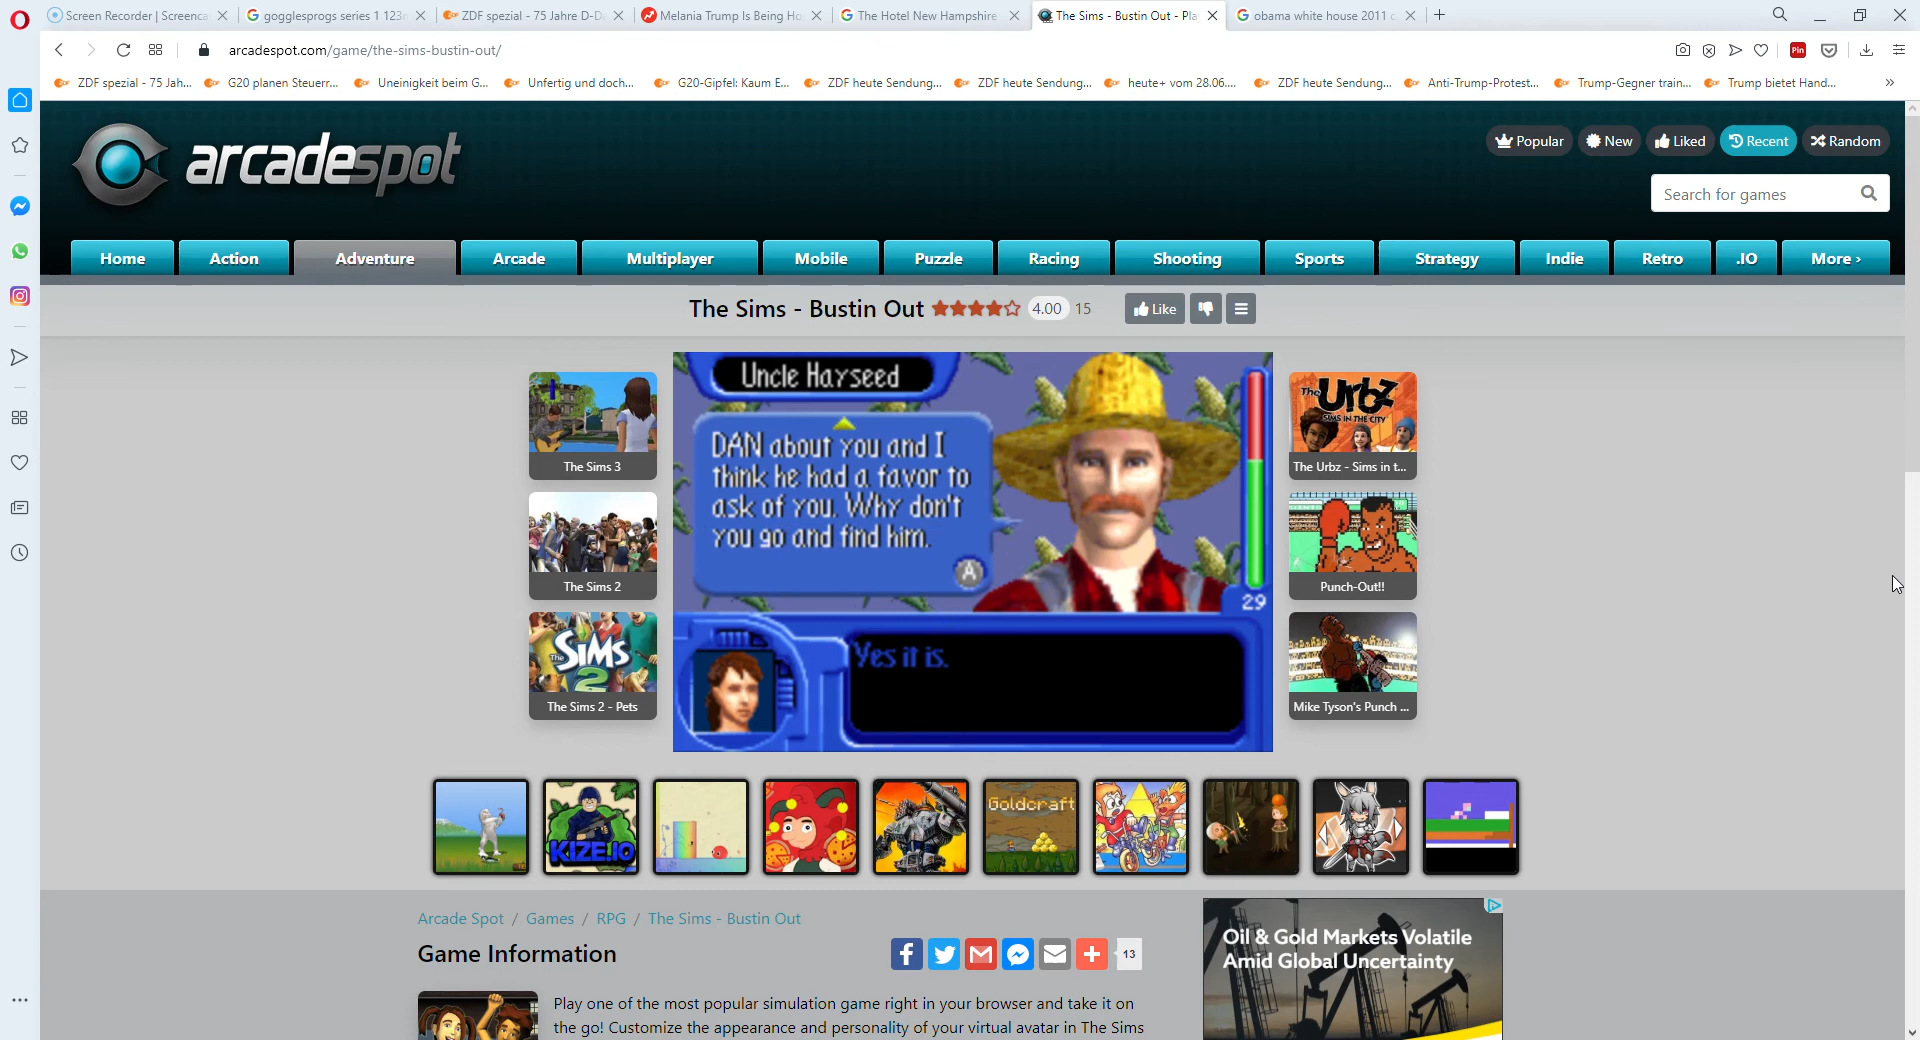 Screen Recorder | Screenca
gogglesprogs series 1 123
ZDF spezial - 75 Jahre D-D
Melania Trump Is Being Ho
The Hotel New Hampshire
The Sims - Bustin Out - Pla
obama white house 2011 c
arcadespot.com/game/the-sims-bustin-out/
Pin
ZDF spezial - 75 Jah...
G20 planen Steuerr...
Uneinigkeit beim G...
Unfertig und doch...
G20-Gipfel: Kaum E...
ZDF heute Sendung...
ZDF heute Sendung...
heute+ vom 28.06....
ZDF heute Sendung...
Anti-Trump-Protest...
Trump-Gegner train...
Trump bietet Hand...
arcadespot
Popular
New
Liked
Recent
Random
Search for games
Home
Action
Adventure
Arcade
Multiplayer
Mobile
Puzzle
Racing
Shooting
Sports
Strategy
Indie
Retro
.IO
More ›
The Sims - Bustin Out
4.00
15
Like
Uncle Hayseed
DAN about you and I
think he had a favor to
ask of you. Why don't
you go and find him.
A
29
Yes it is.
The Sims 3
The Sims 2
The SIMS 2
The Sims 2 - Pets
The URBZ
SIMS IN THE CITY
The Urbz - Sims in t...
Punch-Out!!
Mike Tyson's Punch ...
KIZE.IO
Goldcraft
Arcade Spot / Games / RPG / The Sims - Bustin Out
Game Information
13
Play one of the most popular simulation game right in your browser and take it on
the go! Customize the appearance and personality of your virtual avatar in The Sims
Oil & Gold Markets Volatile
Amid Global Uncertainty